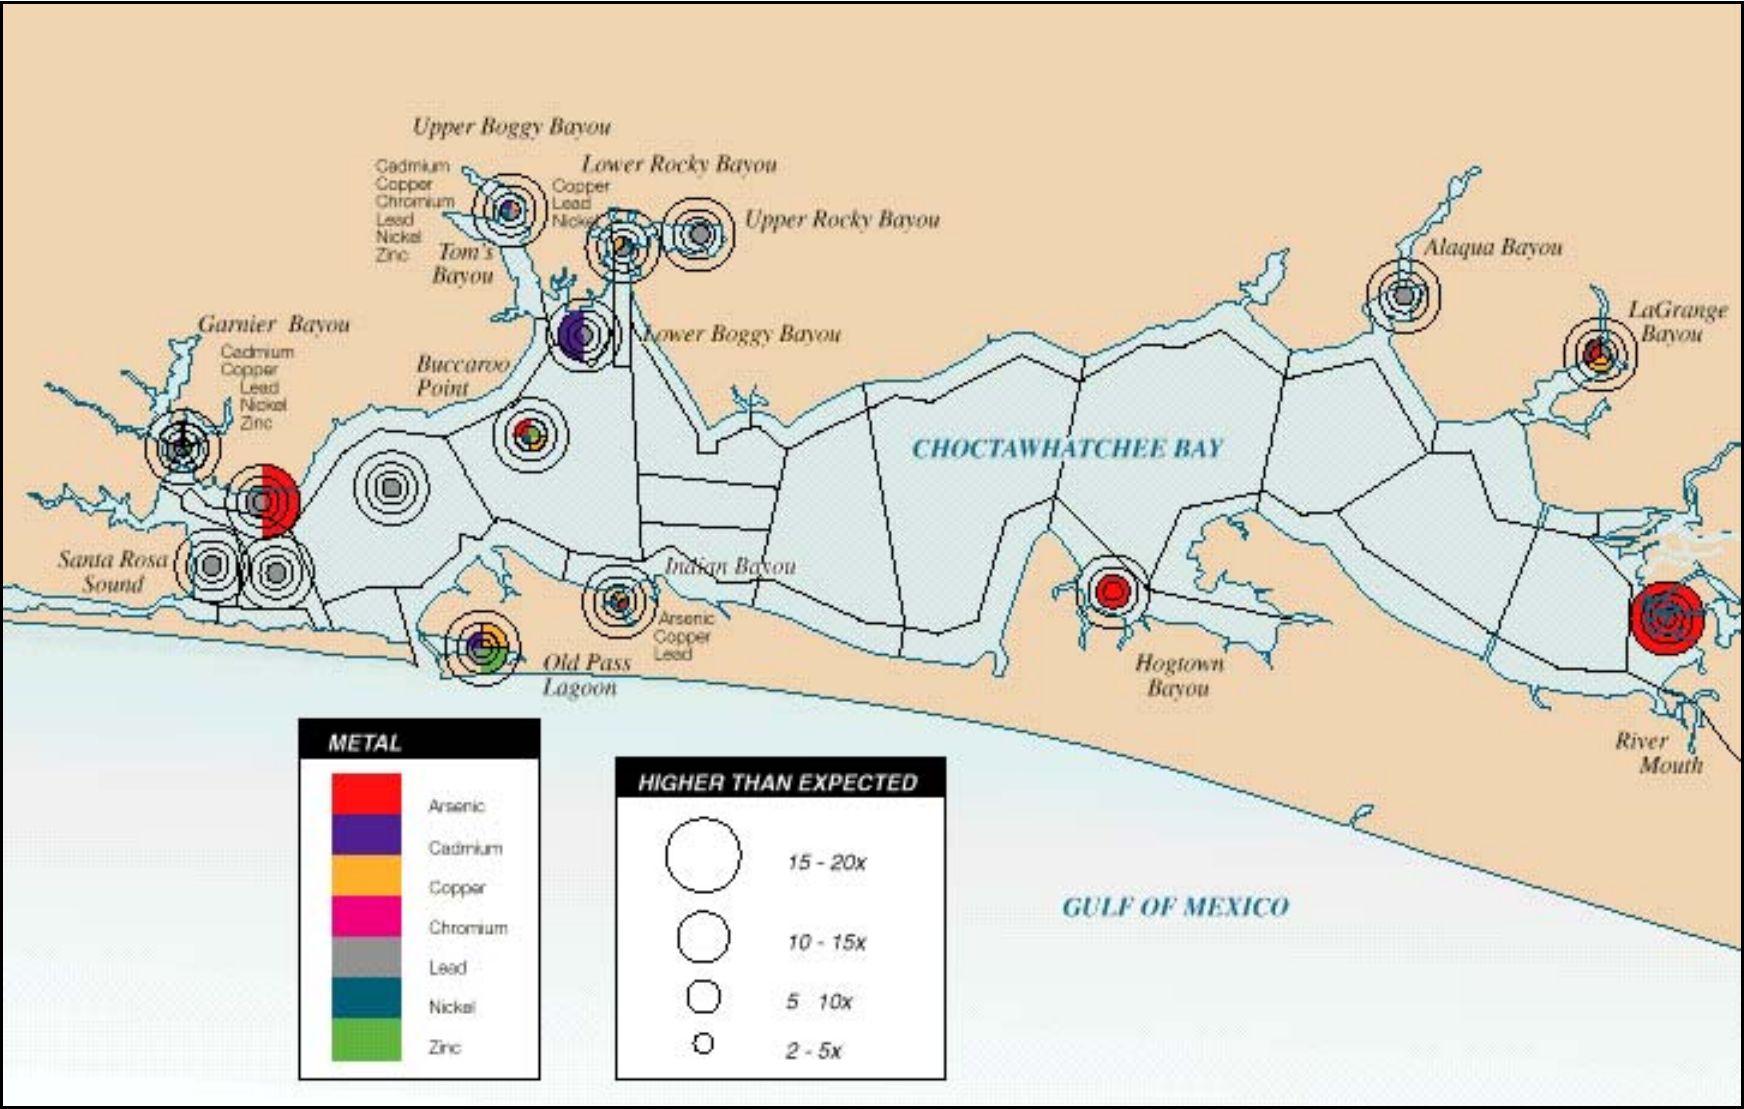 Upper Boggy Bayou
Cadmium
Copper
Chromium
Lead
Nickel
Zinc
Lower Rocky Bayou
Copper
Lead
Nickel
Upper Rocky Bayou
Tom's
Bayou
Alaqua Bayou
LaGrange
Bayou
Garnier Bayou
Cadmium
Copper
Lead
Nickel
Zinc
Lower Boggy Bayou
Buccaroo
Point
CHOCTAWHATCHEE BAY
Santa Rosa
Sound
Indian Bayou
Arsenic
Copper
Lead
Old Pass
Lagoon
Hogtown
Bayou
River
Mouth
METAL
Arsenic
Cadmium
Copper
Chromium
Lead
Nickel
Zinc
HIGHER THAN EXPECTED
15 - 20x
10 - 15x
5 10x
2 - 5x
GULF OF MEXICO